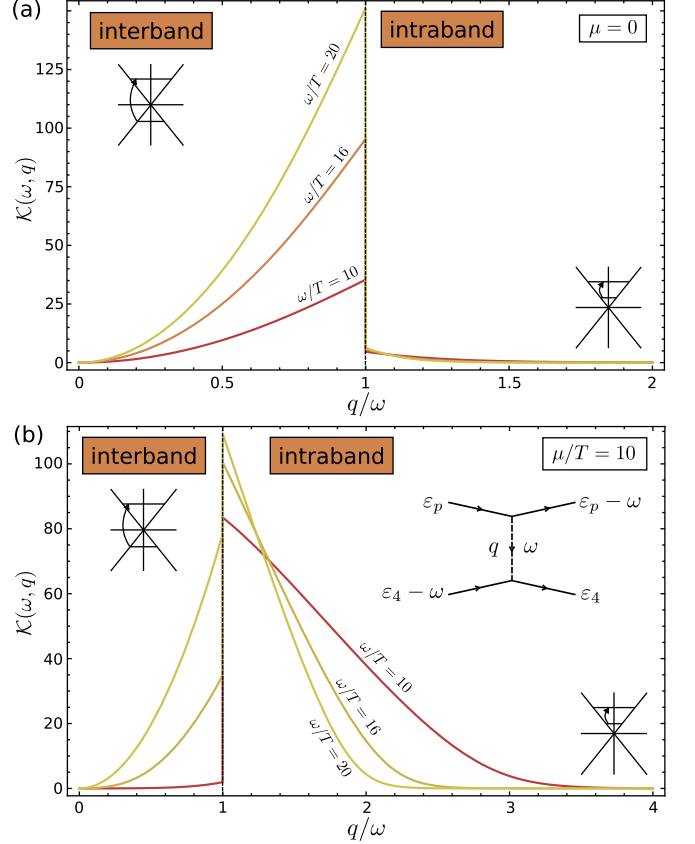 (a)
interband
intraband
μ = 0
ω/T = 20
ω/T = 16
ω/T = 10
𝒦(ω, q)
125
100
75
50
25
0
0
0.5
1
1.5
2
q/ω
(b)
interband
intraband
μ/T = 10
ε_p
ε_p − ω
q
ω
ε_4 − ω
ε_4
ω/T = 10
ω/T = 16
ω/T = 20
𝒦(ω, q)
100
80
60
40
20
0
0
1
2
3
4
q/ω